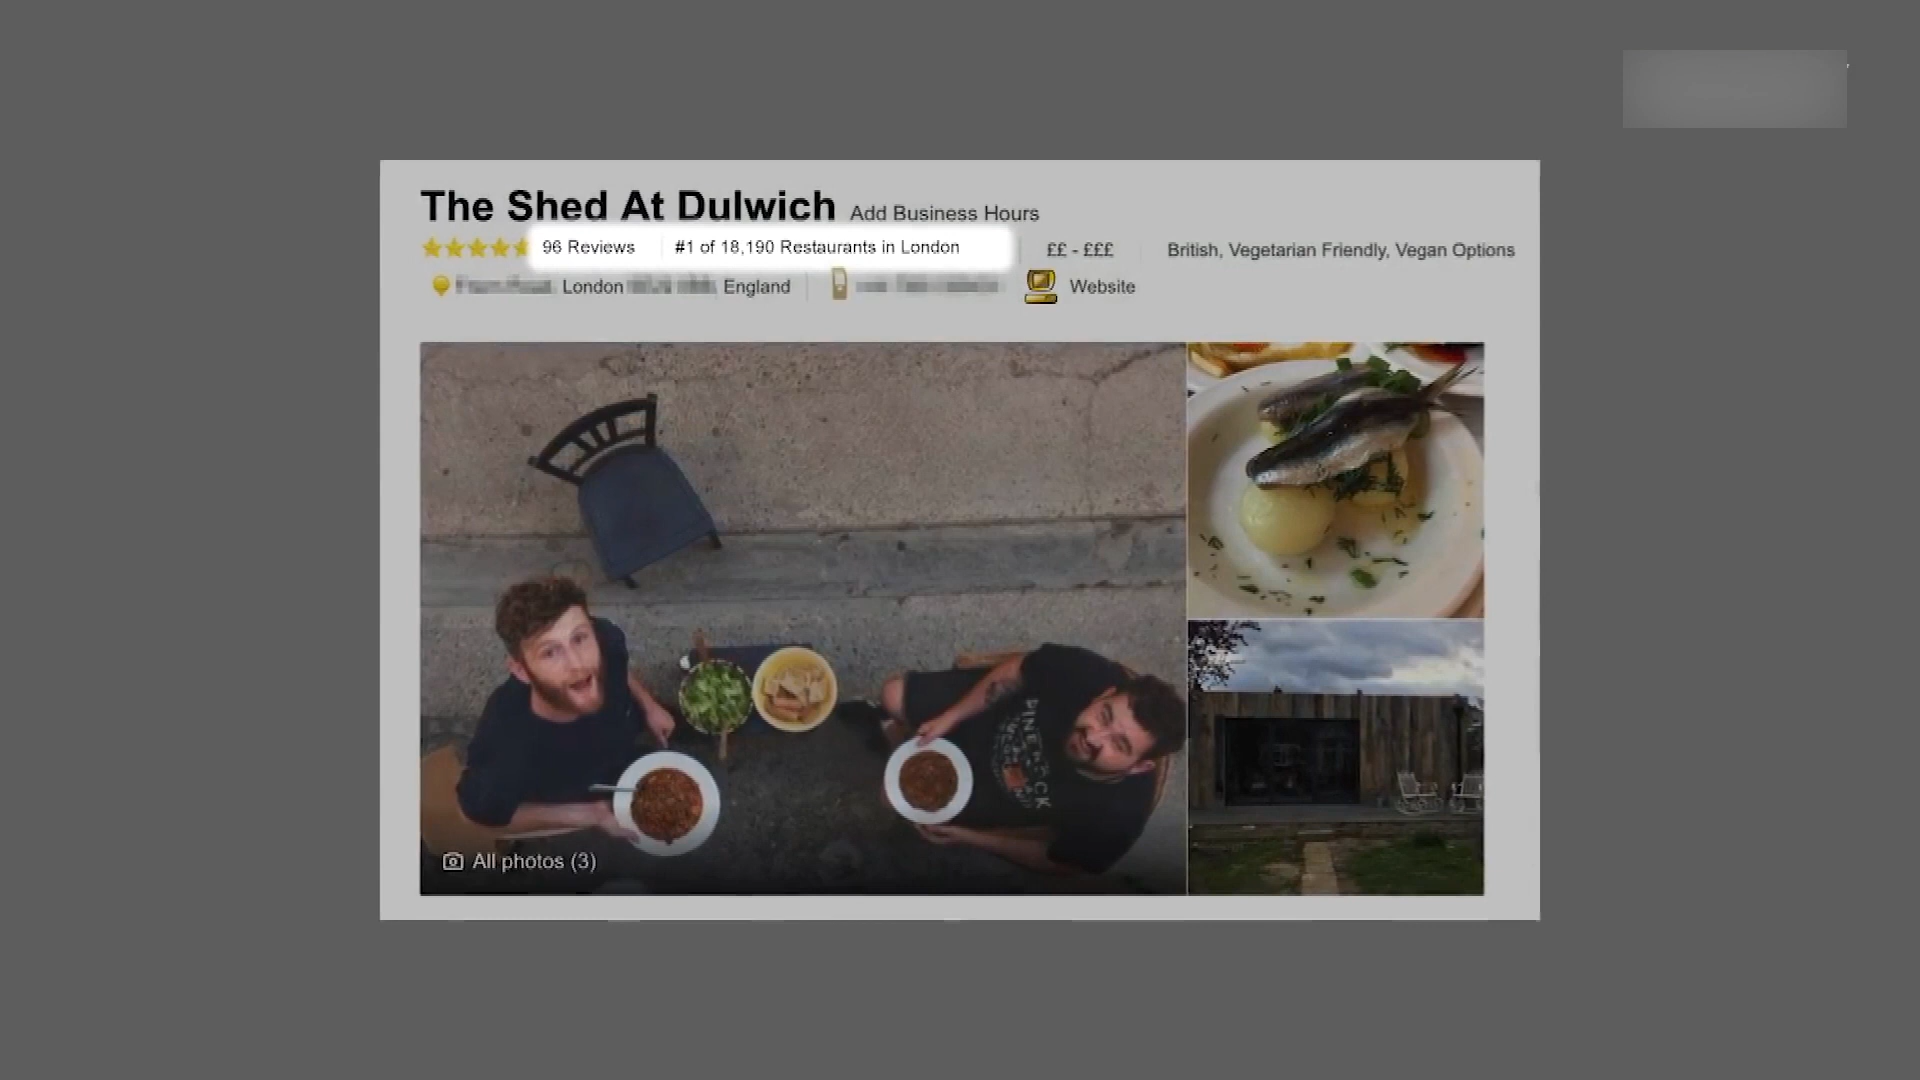 The Shed At Dulwich Add Business Hours
96 Reviews #1 of 18,190 Restaurants in London ££ - £££ British, Vegetarian Friendly, Vegan Options
London England Website
All photos (3)